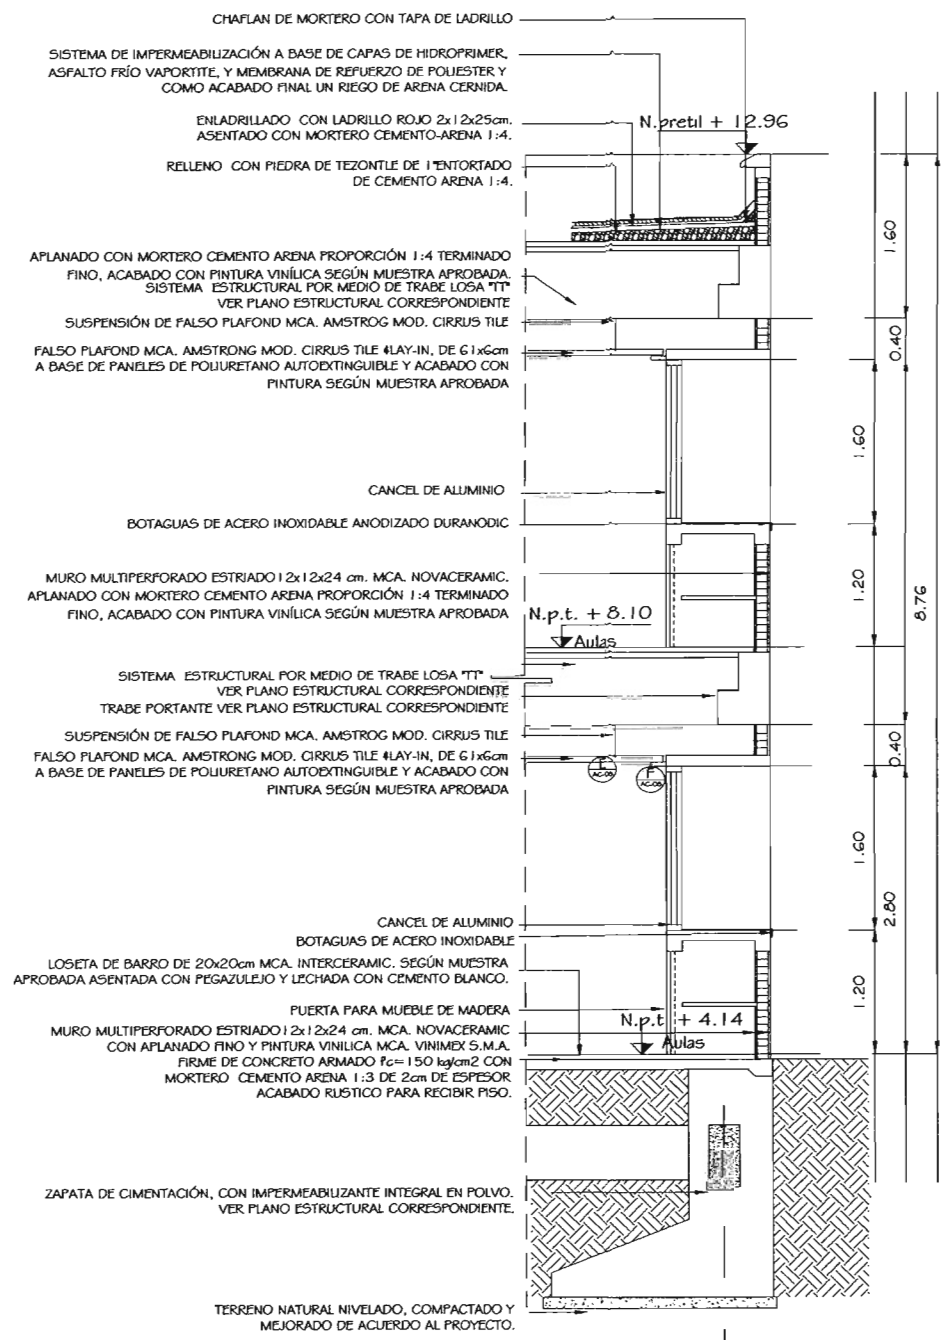 CHAFLAN DE MORTERO CON TAPA DE LADRILLO
SISTEMA DE IMPERMEABILIZACIÓN A BASE DE CAPAS DE HIDROPRIMER,
ASFALTO FRÍO VAPORTITE, Y MEMBRANA DE REFUERZO DE POLIESTER Y
COMO ACABADO FINAL UN RIEGO DE ARENA CERNIDA.
ENLADRILLADO CON LADRILLO ROJO 2x12x25cm.
ASENTADO CON MORTERO CEMENTO-ARENA 1:4.
N.pretil + 12.96
RELLENO CON PIEDRA DE TEZONTLE DE 1"ENTORTADO
DE CEMENTO ARENA 1:4.
1.60
APLANADO CON MORTERO CEMENTO ARENA PROPORCIÓN 1:4 TERMINADO
FINO, ACABADO CON PINTURA VINÍLICA SEGÚN MUESTRA APROBADA.
SISTEMA ESTRUCTURAL POR MEDIO DE TRABE LOSA "TT"
VER PLANO ESTRUCTURAL CORRESPONDIENTE
SUSPENSIÓN DE FALSO PLAFOND MCA. AMSTROG MOD. CIRRUS TILE
0.40
FALSO PLAFOND MCA. AMSTRONG MOD. CIRRUS TILE 4LAY-IN, DE 61x6cm
A BASE DE PANELES DE POLIURETANO AUTOEXTINGUIBLE Y ACABADO CON
PINTURA SEGÚN MUESTRA APROBADA
1.60
CANCEL DE ALUMINIO
BOTAGUAS DE ACERO INOXIDABLE ANODIZADO DURANODIC
1.20
8.76
MURO MULTIPERFORADO ESTRIADO12x12x24 cm. MCA. NOVACERAMIC.
APLANADO CON MORTERO CEMENTO ARENA PROPORCIÓN 1:4 TERMINADO
FINO, ACABADO CON PINTURA VINÍLICA SEGÚN MUESTRA APROBADA
N.p.t. + 8.10
Aulas
SISTEMA ESTRUCTURAL POR MEDIO DE TRABE LOSA "TT"
VER PLANO ESTRUCTURAL CORRESPONDIENTE
TRABE PORTANTE VER PLANO ESTRUCTURAL CORRESPONDIENTE
SUSPENSIÓN DE FALSO PLAFOND MCA. AMSTROG MOD. CIRRUS TILE
0.40
FALSO PLAFOND MCA. AMSTRONG MOD. CIRRUS TILE 4LAY-IN, DE 61x6cm
A BASE DE PANELES DE POLIURETANO AUTOEXTINGUIBLE Y ACABADO CON
PINTURA SEGÚN MUESTRA APROBADA
F
1.60
2.80
CANCEL DE ALUMINIO
BOTAGUAS DE ACERO INOXIDABLE
1.20
LOSETA DE BARRO DE 20x20cm MCA. INTERCERAMIC. SEGÚN MUESTRA
APROBADA ASENTADA CON PEGAZULEJO Y LECHADA CON CEMENTO BLANCO.
PUERTA PARA MUEBLE DE MADERA
N.p.t + 4.14
Aulas
MURO MULTIPERFORADO ESTRIADO12x12x24 cm. MCA. NOVACERAMIC
CON APLANADO FINO Y PINTURA VINILICA MCA. VINIMEX S.M.A.
FIRME DE CONCRETO ARMADO f'c=150 kg/cm2 CON
MORTERO CEMENTO ARENA 1:3 DE 2cm DE ESPESOR
ACABADO RUSTICO PARA RECIBIR PISO.
ZAPATA DE CIMENTACIÓN, CON IMPERMEABILIZANTE INTEGRAL EN POLVO.
VER PLANO ESTRUCTURAL CORRESPONDIENTE.
TERRENO NATURAL NIVELADO, COMPACTADO Y
MEJORADO DE ACUERDO AL PROYECTO.